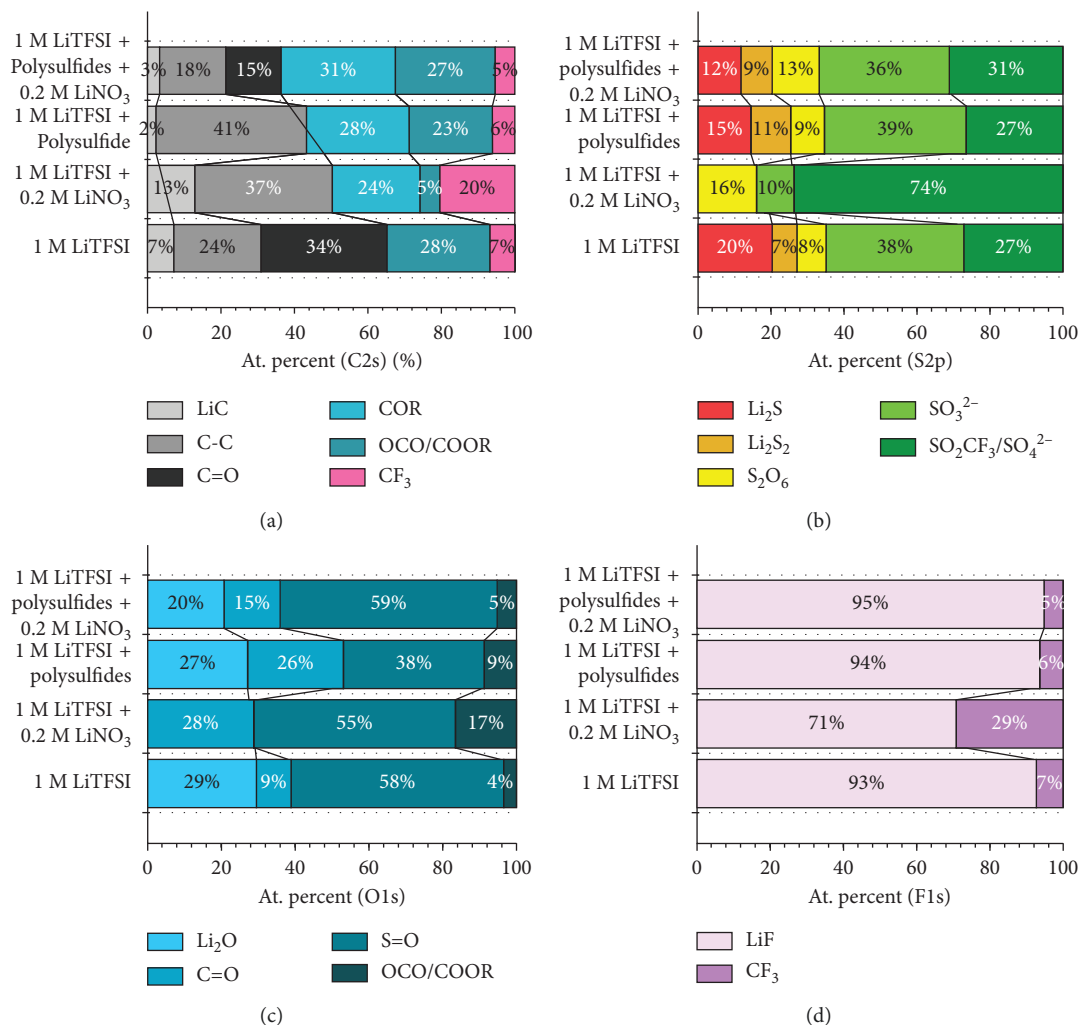 1 M LiTFSI +
Polysulfides +
0.2 M LiNO₃
3% 18% 15% 31% 27% 5%
1 M LiTFSI +
Polysulfide
2% 41% 28% 23% 6%
1 M LiTFSI +
0.2 M LiNO₃
13% 37% 24% 5% 20%
1 M LiTFSI
7% 24% 34% 28% 7%
0 20 40 60 80 100
At. percent (C2s) (%)
LiC
C-C
C=O
COR
OCO/COOR
CF₃
(a)
1 M LiTFSI +
polysulfides +
0.2 M LiNO₃
12% 9% 13% 36% 31%
1 M LiTFSI +
polysulfides
15% 11% 9% 39% 27%
1 M LiTFSI +
0.2 M LiNO₃
16% 10% 74%
1 M LiTFSI
20% 7% 8% 38% 27%
0 20 40 60 80 100
At. percent (S2p)
Li₂S
Li₂S₂
S₂O₆
SO₃²⁻
SO₂CF₃/SO₄²⁻
(b)
1 M LiTFSI +
polysulfides +
0.2 M LiNO₃
20% 15% 59% 5%
1 M LiTFSI +
polysulfides
27% 26% 38% 9%
1 M LiTFSI +
0.2 M LiNO₃
28% 55% 17%
1 M LiTFSI
29% 9% 58% 4%
0 20 40 60 80 100
At. percent (O1s)
Li₂O
C=O
S=O
OCO/COOR
(c)
1 M LiTFSI +
polysulfides +
0.2 M LiNO₃
95% 5%
1 M LiTFSI +
polysulfides
94% 6%
1 M LiTFSI +
0.2 M LiNO₃
71% 29%
1 M LiTFSI
93% 7%
0 20 40 60 80 100
At. percent (F1s)
LiF
CF₃
(d)